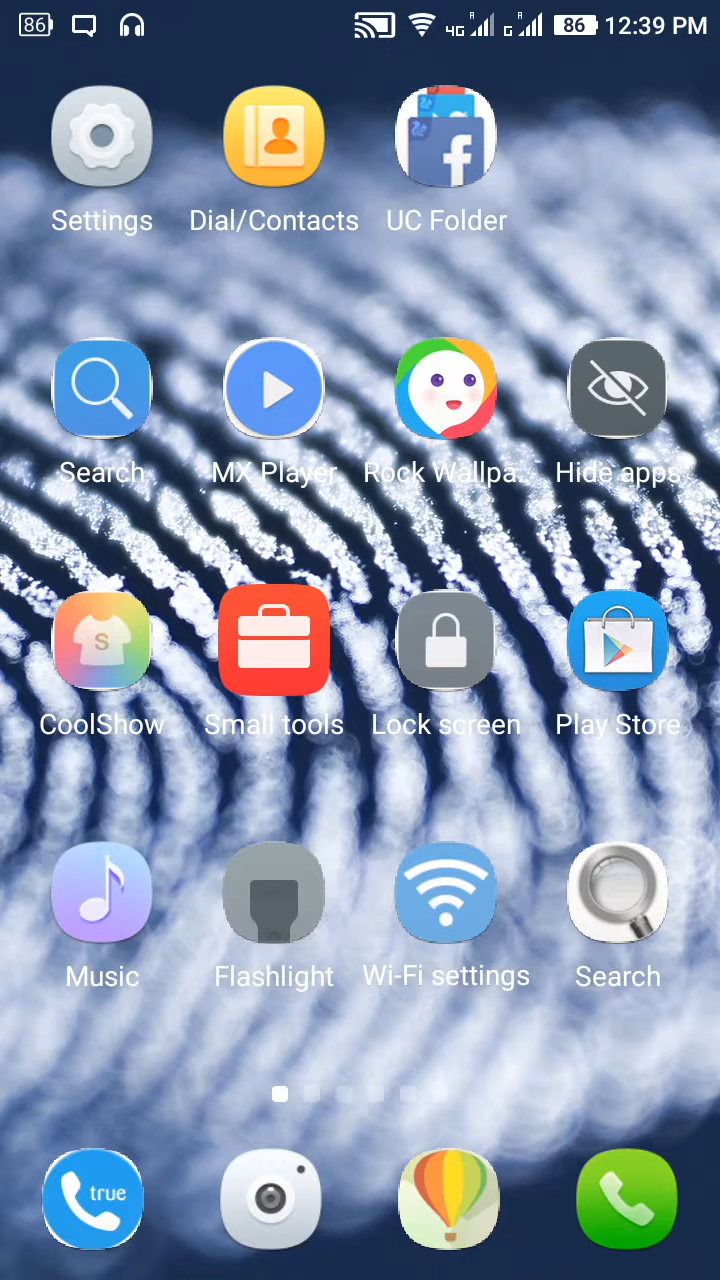 86 4G R G R 86 12:39 PM
Settings Dial/Contacts UC Folder
Search MX Player Rock Wallpa.. Hide apps
S
CoolShow Small tools Lock screen Play Store
Music Flashlight Wi-Fi settings Search
true